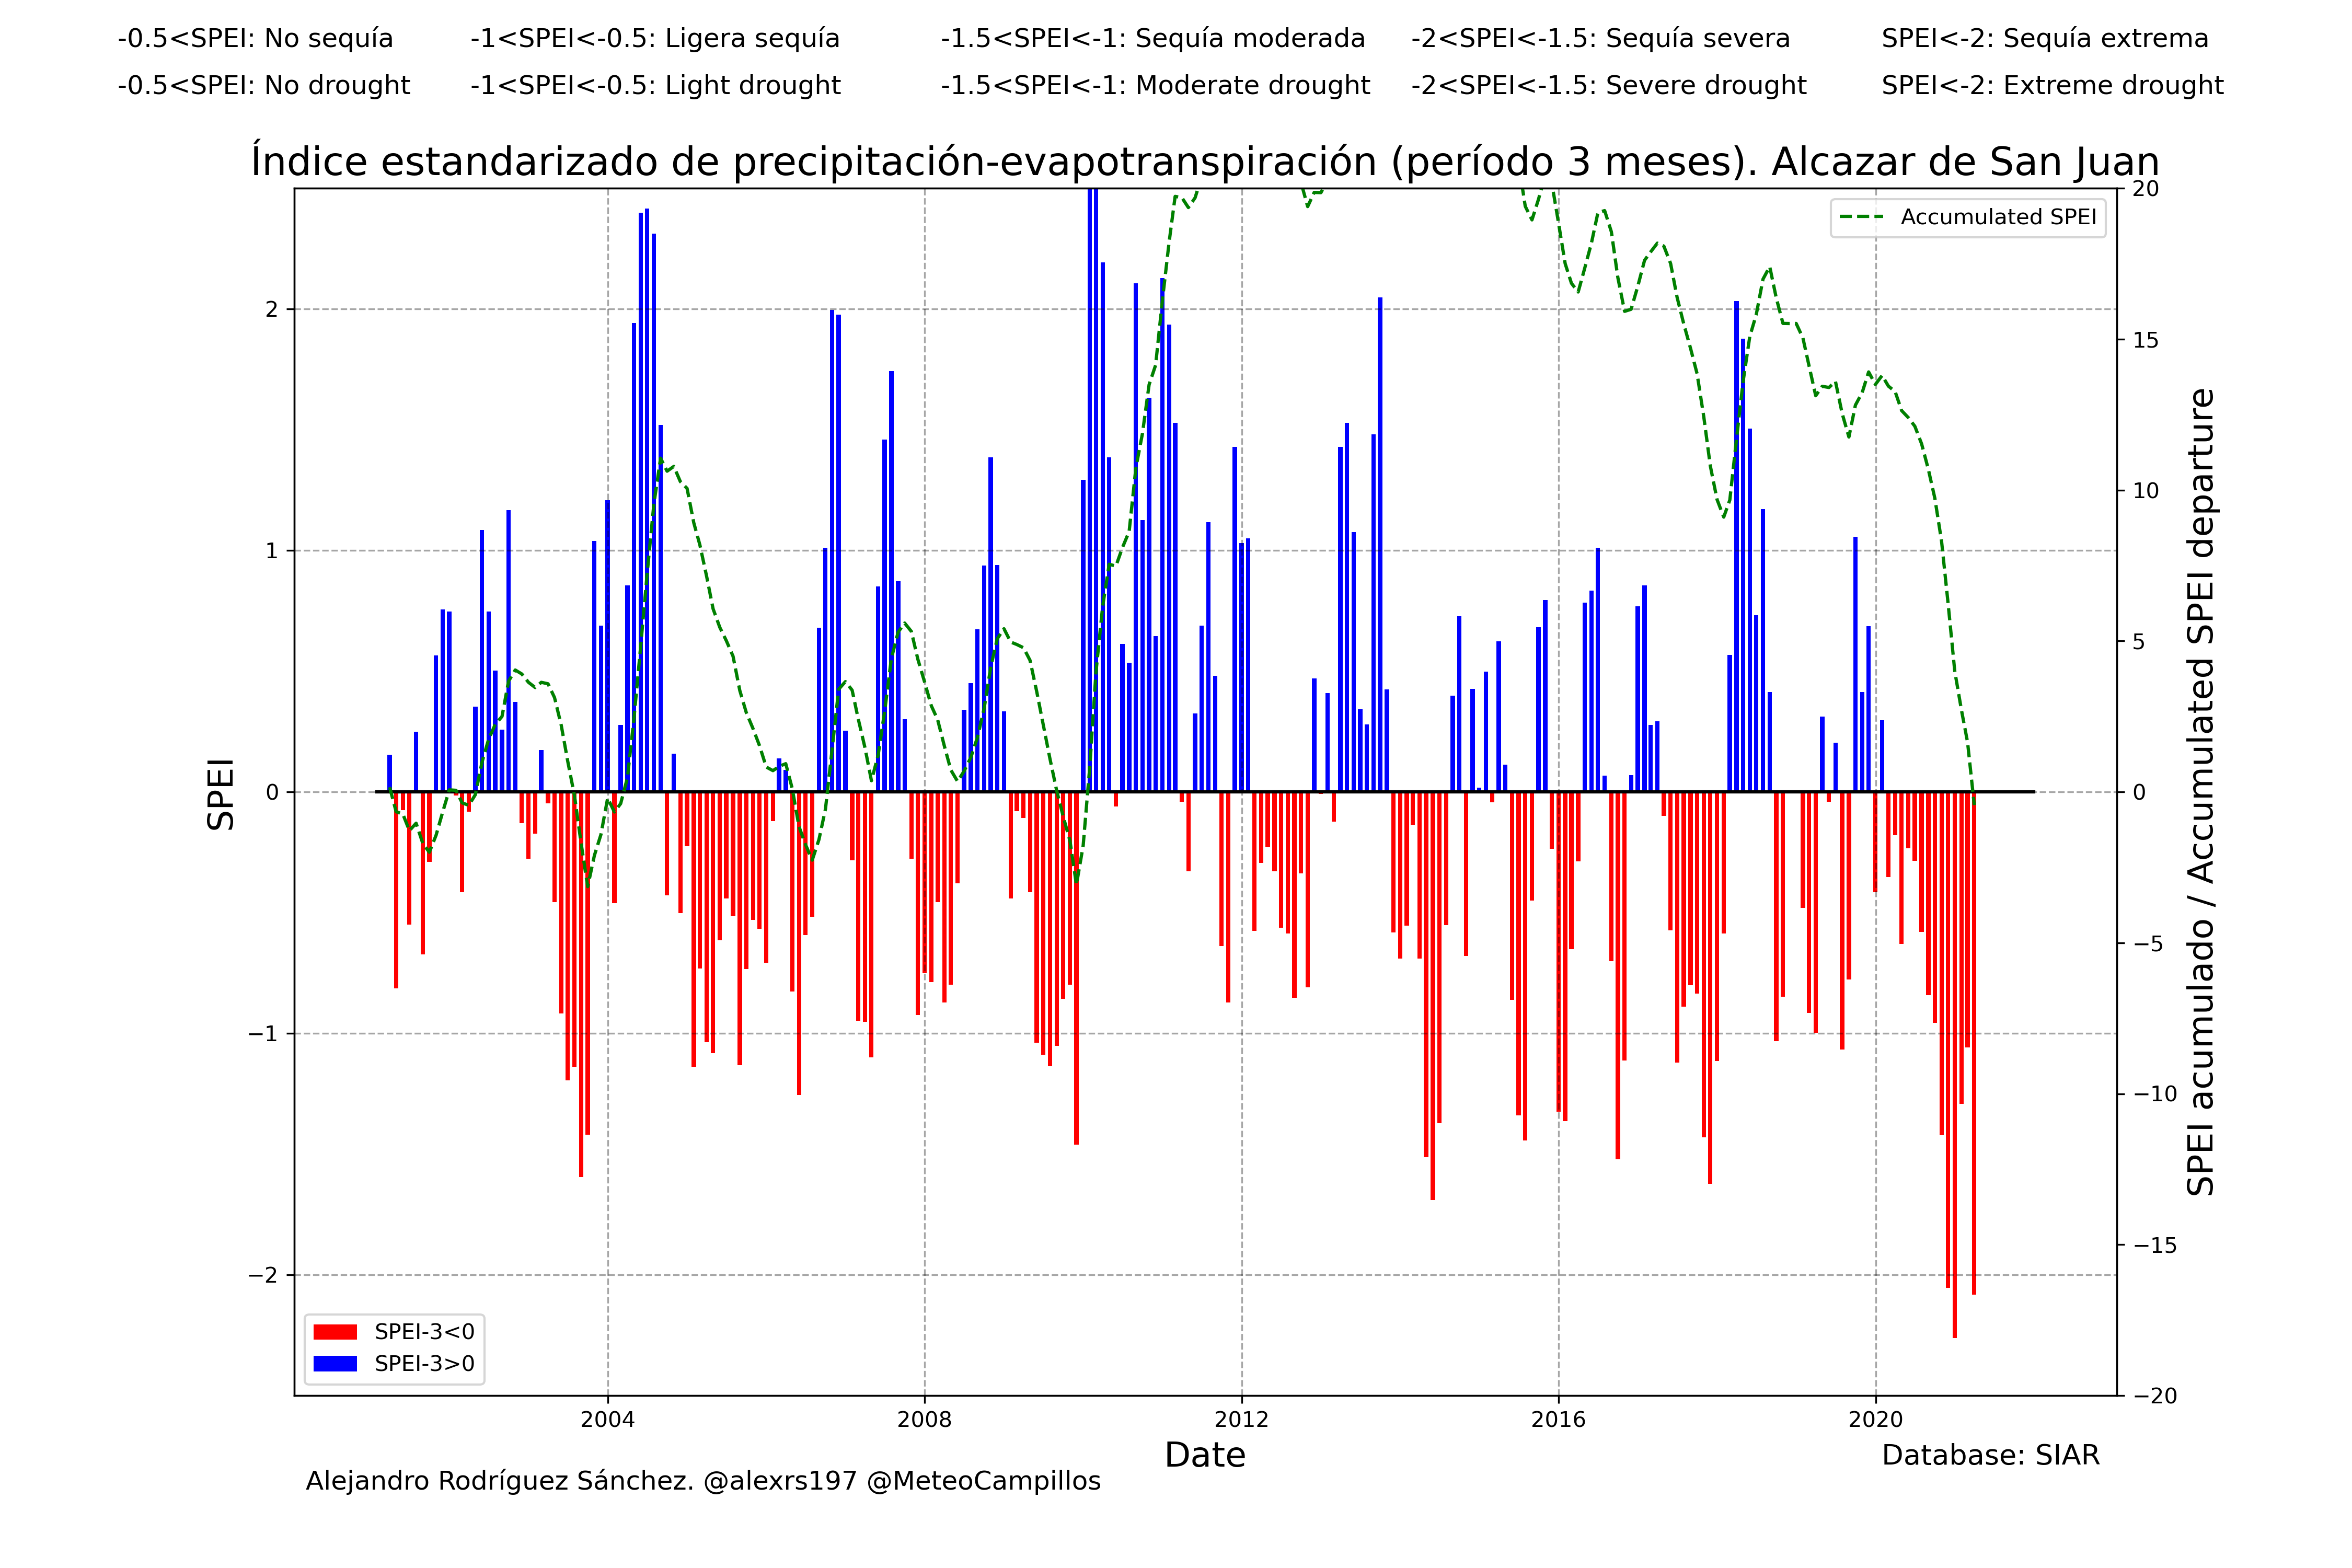 -0.5<SPEI: No sequía -1<SPEI<-0.5: Ligera sequía -1.5<SPEI<-1: Sequía moderada -2<SPEI<-1.5: Sequía severa SPEI<-2: Sequía extrema
-0.5<SPEI: No drought -1<SPEI<-0.5: Light drought -1.5<SPEI<-1: Moderate drought -2<SPEI<-1.5: Severe drought SPEI<-2: Extreme drought
Índice estandarizado de precipitación-evapotranspiración (período 3 meses). Alcazar de San Juan
Accumulated SPEI
SPEI
2
1
0
−1
−2
20
15
10
5
0
−5
−10
−15
−20
SPEI acumulado / Accumulated SPEI departure
SPEI-3<0
SPEI-3>0
2004 2008 2012 2016 2020
Date
Database: SIAR
Alejandro Rodríguez Sánchez. @alexrs197 @MeteoCampillos